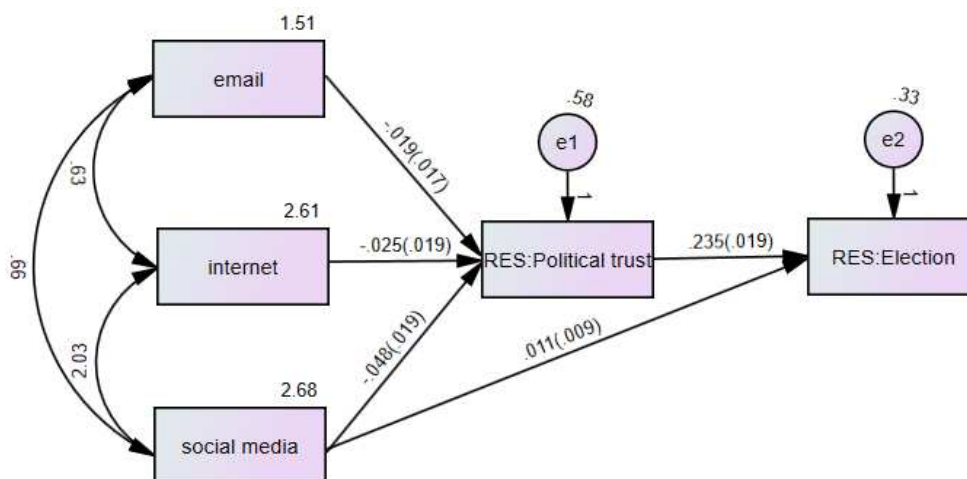 1.51
email
.58
.33
e1
e2
-.019(.017)
.63
1
1
2.61
internet
-.025(.019)
RES:Political trust
.235(.019)
RES:Election
.66
2.03
-.048(.019)
.011(.009)
2.68
social media